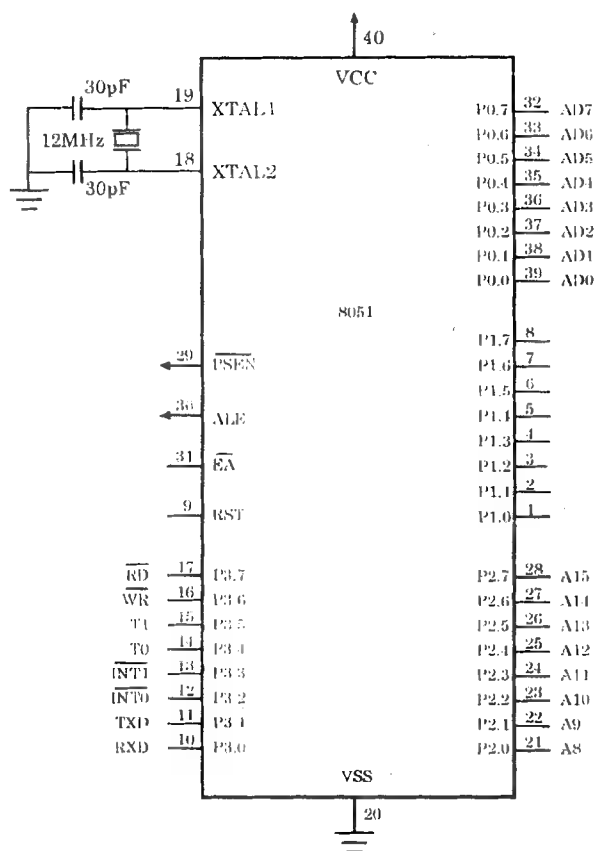 40
VCC
30pF
19 XTAL1
12MHz
18 XTAL2
30pF
P0.7 32 AD7
P0.6 33 AD6
P0.5 34 AD5
P0.4 35 AD4
P0.3 36 AD3
P0.2 37 AD2
P0.1 38 AD1
P0.0 39 AD0
8051
P1.7 8
P1.6 7
P1.5 6
P1.4 5
P1.3 4
P1.2 3
P1.1 2
P1.0 1
29 PSEN
30 ALE
31 EA
9 RST
RD 17 P3.7
WR 16 P3.6
T1 15 P3.5
T0 14 P3.4
INT1 13 P3.3
INT0 12 P3.2
TXD 11 P3.1
RXD 10 P3.0
P2.7 28 A15
P2.6 27 A14
P2.5 26 A13
P2.4 25 A12
P2.3 24 A11
P2.2 23 A10
P2.1 22 A9
P2.0 21 A8
VSS
20